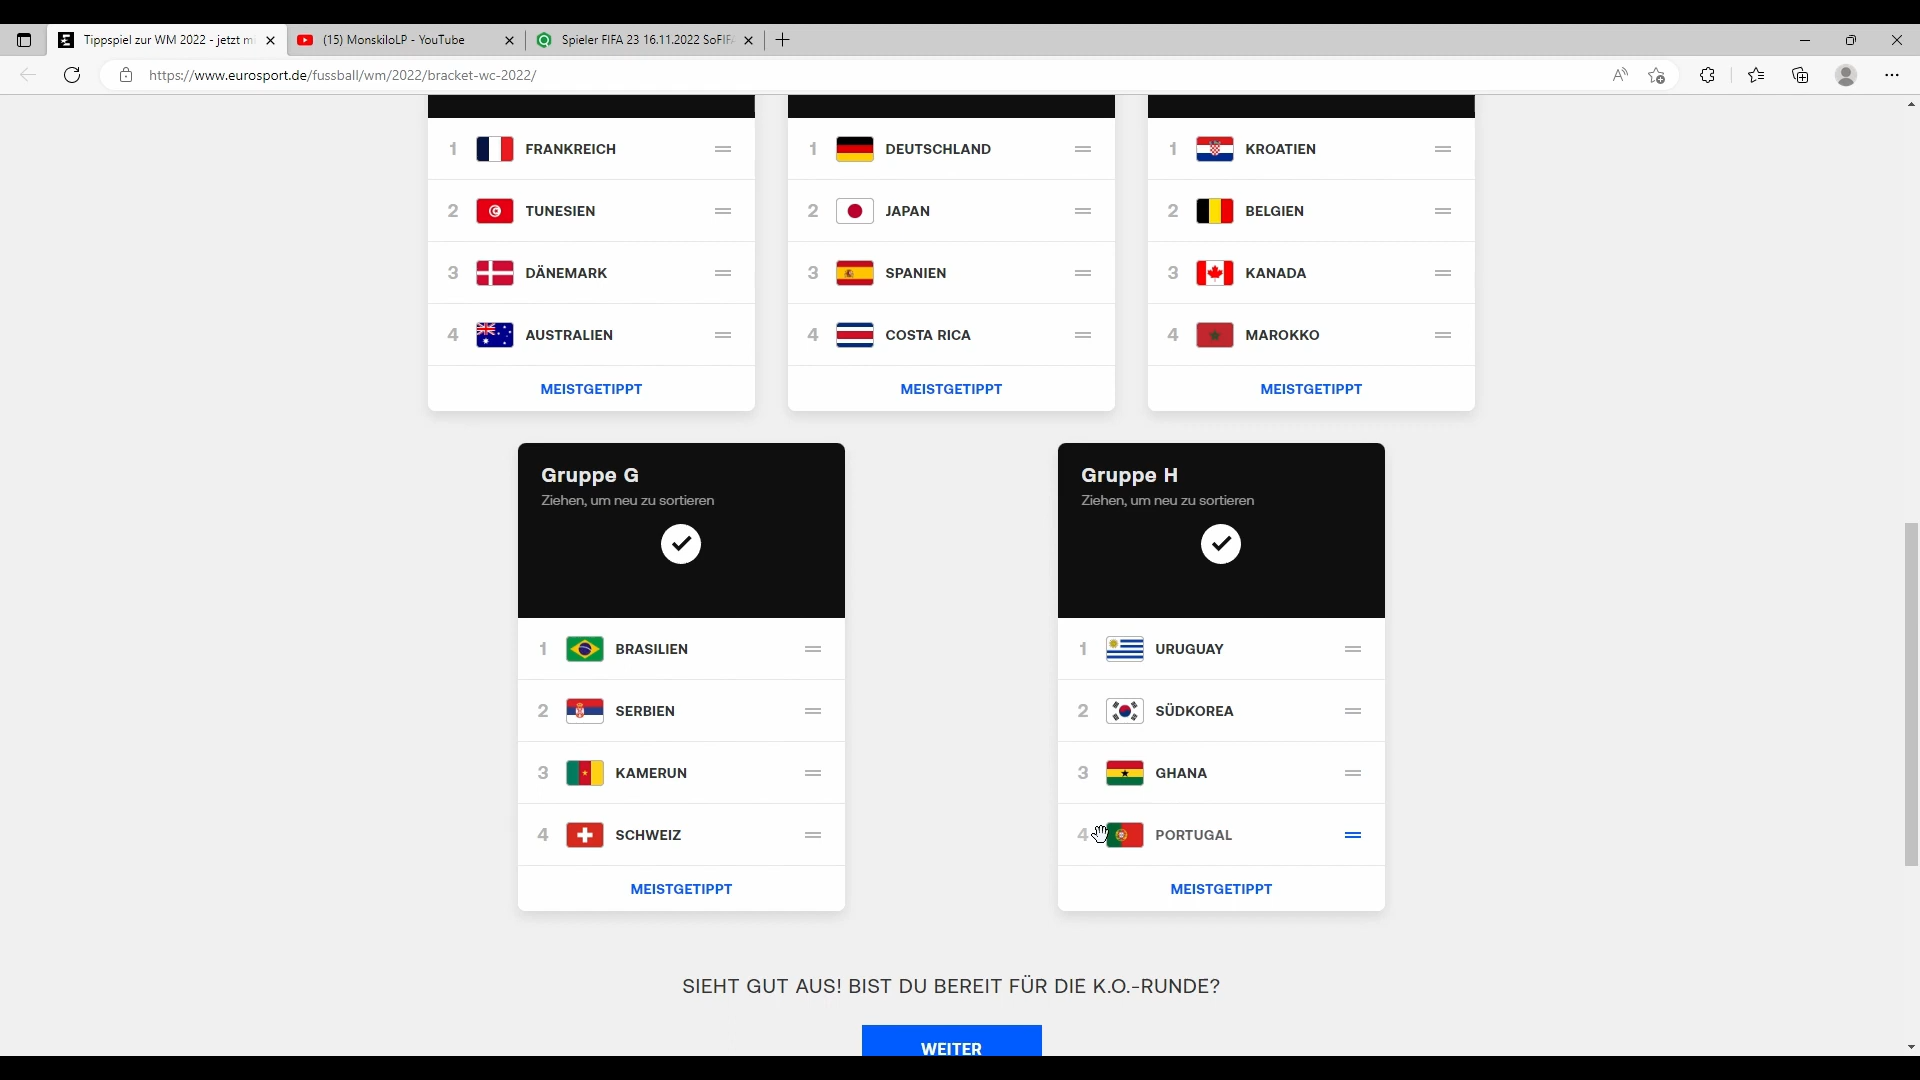 Tippspiel zur WM 2022 - jetzt mi
(15) MonskiloLP - YouTube
Spieler FIFA 23 16.11.2022 SoFIF
https://www.eurosport.de/fussball/wm/2022/bracket-wc-2022/
1 FRANKREICH
2 TUNESIEN
3 DÄNEMARK
4 AUSTRALIEN
MEISTGETIPPT
1 DEUTSCHLAND
2 JAPAN
3 SPANIEN
4 COSTA RICA
MEISTGETIPPT
1 KROATIEN
2 BELGIEN
3 KANADA
4 MAROKKO
MEISTGETIPPT
Gruppe G
Ziehen, um neu zu sortieren
1 BRASILIEN
2 SERBIEN
3 KAMERUN
4 SCHWEIZ
MEISTGETIPPT
Gruppe H
Ziehen, um neu zu sortieren
1 URUGUAY
2 SÜDKOREA
3 GHANA
4 PORTUGAL
MEISTGETIPPT
SIEHT GUT AUS! BIST DU BEREIT FÜR DIE K.O.-RUNDE?
WEITER